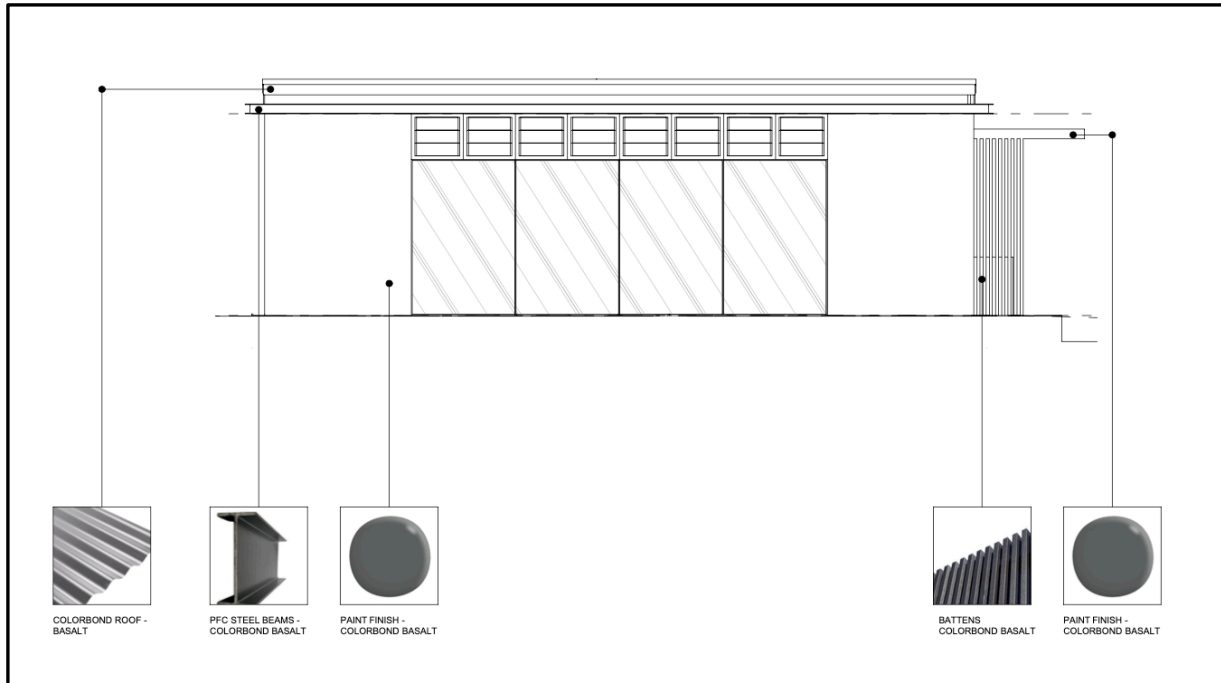 COLORBOND ROOF -
BASALT
PFC STEEL BEAMS -
COLORBOND BASALT
PAINT FINISH -
COLORBOND BASALT
BATTENS
COLORBOND BASALT
PAINT FINISH -
COLORBOND BASALT